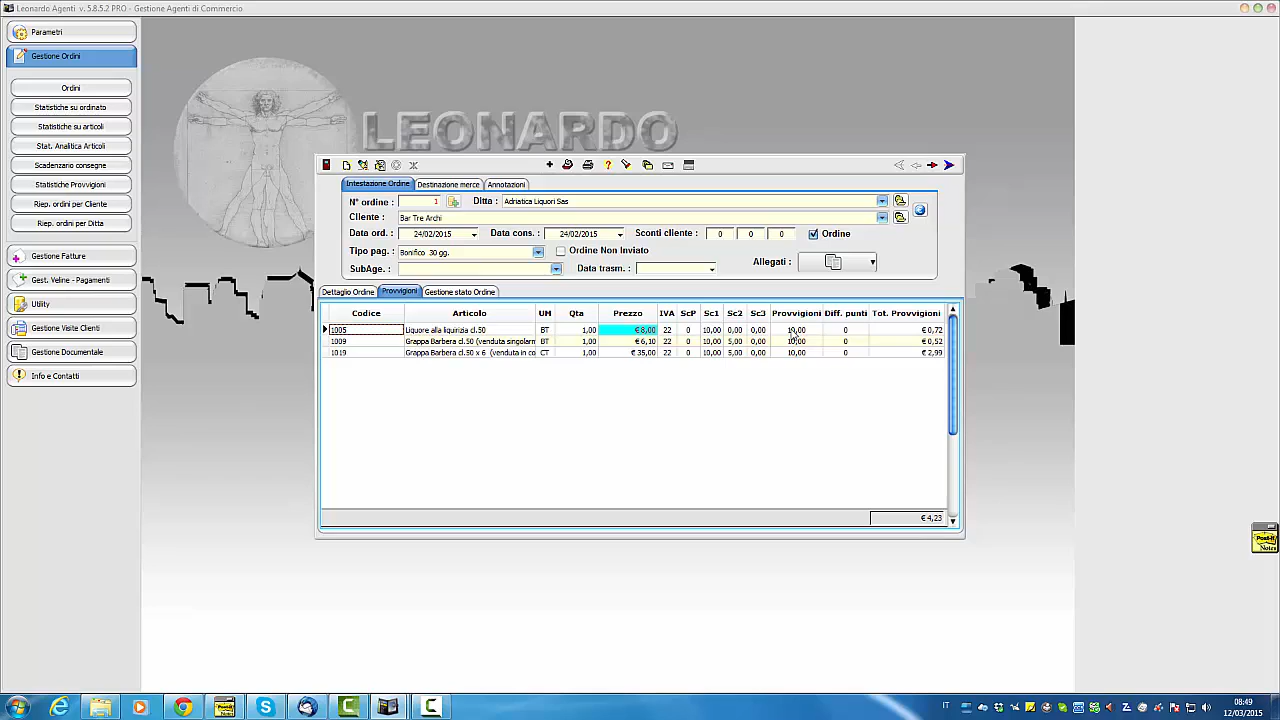 Leonardo Agenti v. 5.8.5.2 PRO - Gestione Agenti di Commercio
Parametri
Gestione Ordini
Ordini
Statistiche su ordinato
Statistiche su articoli
Stat. Analitica Articoli
Scadenzario consegne
Statistiche Provvigioni
Riep. ordini per Cliente
Riep. ordini per Ditta
Gestione Fatture
Gest. Veline - Pagamenti
Utility
Gestione Visite Clienti
Gestione Documentale
Info e Contatti
LEONARDO
Intestazione Ordine Destinazione merce Annotazioni
N° ordine : 1 Ditta : Adriatica Liquori Sas
Cliente : Bar Tre Archi
Data ord. : 24/02/2015 Data cons. : 24/02/2015 Sconti cliente : 0 0 0 Ordine
Tipo pag. : Bonifico 30 gg. Ordine Non Inviato
SubAge. : Data trasm. : Allegati :
Dettaglio Ordine Provvigioni Gestione stato Ordine
Codice Articolo UM Qta Prezzo IVA ScP Sc1 Sc2 Sc3 Provvigioni Diff. punti Tot. Provvigioni
1005 Liquore alla liquirizia cl.50 BT 1,00 € 8,00 22 0 10,00 0,00 0,00 10,00 0 € 0,72
1009 Grappa Barbera cl.50 (venduta singolarm BT 1,00 € 6,10 22 0 10,00 5,00 0,00 10,00 0 € 0,52
1019 Grappa Barbera cl.50 x 6 (venduta in co CT 1,00 € 35,00 22 0 10,00 5,00 0,00 10,00 0 € 2,99
€ 4,23
Post-it
Notes
IT
08:49
12/03/2015